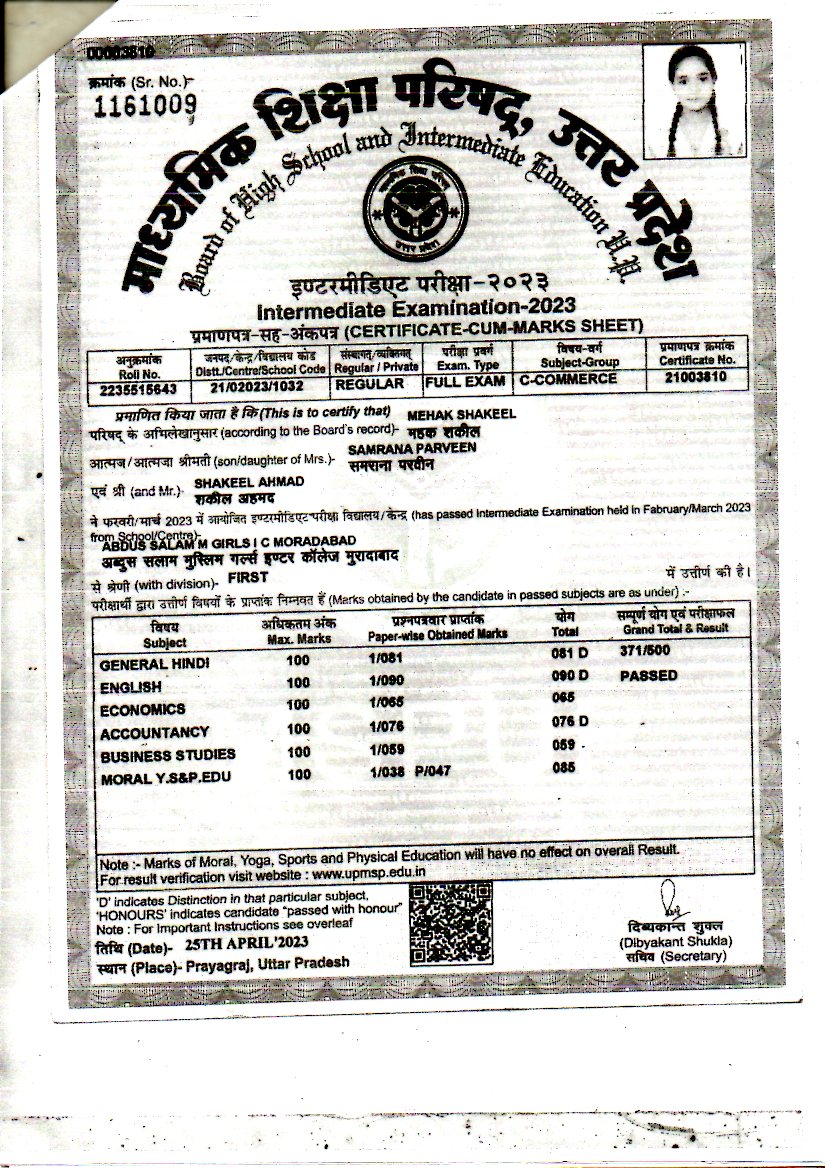 00003810
क्रमांक (Sr. No.)-
1161009
माध्यमिक शिक्षा परिषद्, उत्तर प्रदेश
Board of High School and Intermediate Education U.P.
माध्यमिक शिक्षा परिषद्
उत्तर प्रदेश
इण्टरमीडिएट परीक्षा-२०२३
Intermediate Examination-2023
प्रमाणपत्र-सह-अंकपत्र (CERTIFICATE-CUM-MARKS SHEET)
अनुक्रमांक जनपद/केन्द्र/विद्यालय कोड संस्थागत/व्यक्तिगत परीक्षा प्रवर्ग विषय-वर्ग प्रमाणपत्र क्रमांक
Roll No. Distt./Centre/School Code Regular / Private Exam. Type Subject-Group Certificate No.
2235515643 21/02023/1032 REGULAR FULL EXAM C-COMMERCE 21003810
प्रमाणित किया जाता है कि (This is to certify that) MEHAK SHAKEEL
परिषद् के अभिलेखानुसार (according to the Board's record)- महक शकील
SAMRANA PARVEEN
आत्मज/आत्मजा श्रीमती (son/daughter of Mrs.)- समराना परवीन
SHAKEEL AHMAD
एवं श्री (and Mr.)- शकील अहमद
ने फरवरी/मार्च 2023 में आयोजित इण्टरमीडिएट परीक्षा विद्यालय/केन्द्र (has passed Intermediate Examination held in Fabruary/March 2023
from School/Centre)-
ABDUS SALAM M GIRLS I C MORADABAD
अब्दुस सलाम मुस्लिम गर्ल्स इण्टर कॉलेज मुरादाबाद
से श्रेणी (with division)- FIRST में उत्तीर्ण की है।
परीक्षार्थी द्वारा उत्तीर्ण विषयों के प्राप्तांक निम्नवत हैं (Marks obtained by the candidate in passed subjects are as under) :-
विषय अधिकतम अंक प्रश्नपत्रवार प्राप्तांक योग सम्पूर्ण योग एवं परीक्षाफल
Subject Max. Marks Paper-wise Obtained Marks Total Grand Total & Result
GENERAL HINDI 100 1/081 081 D 371/500
ENGLISH 100 1/090 090 D PASSED
ECONOMICS 100 1/065 065
ACCOUNTANCY 100 1/076 076 D
BUSINESS STUDIES 100 1/059 059
MORAL Y.S&P.EDU 100 1/038 P/047 085
Note :- Marks of Moral, Yoga, Sports and Physical Education will have no effect on overall Result.
For result verification visit website : www.upmsp.edu.in
'D' indicates Distinction in that particular subject,
'HONOURS' indicates candidate "passed with honour"
Note : For Important Instructions see overleaf
तिथि (Date)- 25TH APRIL'2023
स्थान (Place)- Prayagraj, Uttar Pradesh
दिब्यकान्त शुक्ल
(Dibyakant Shukla)
सचिव (Secretary)